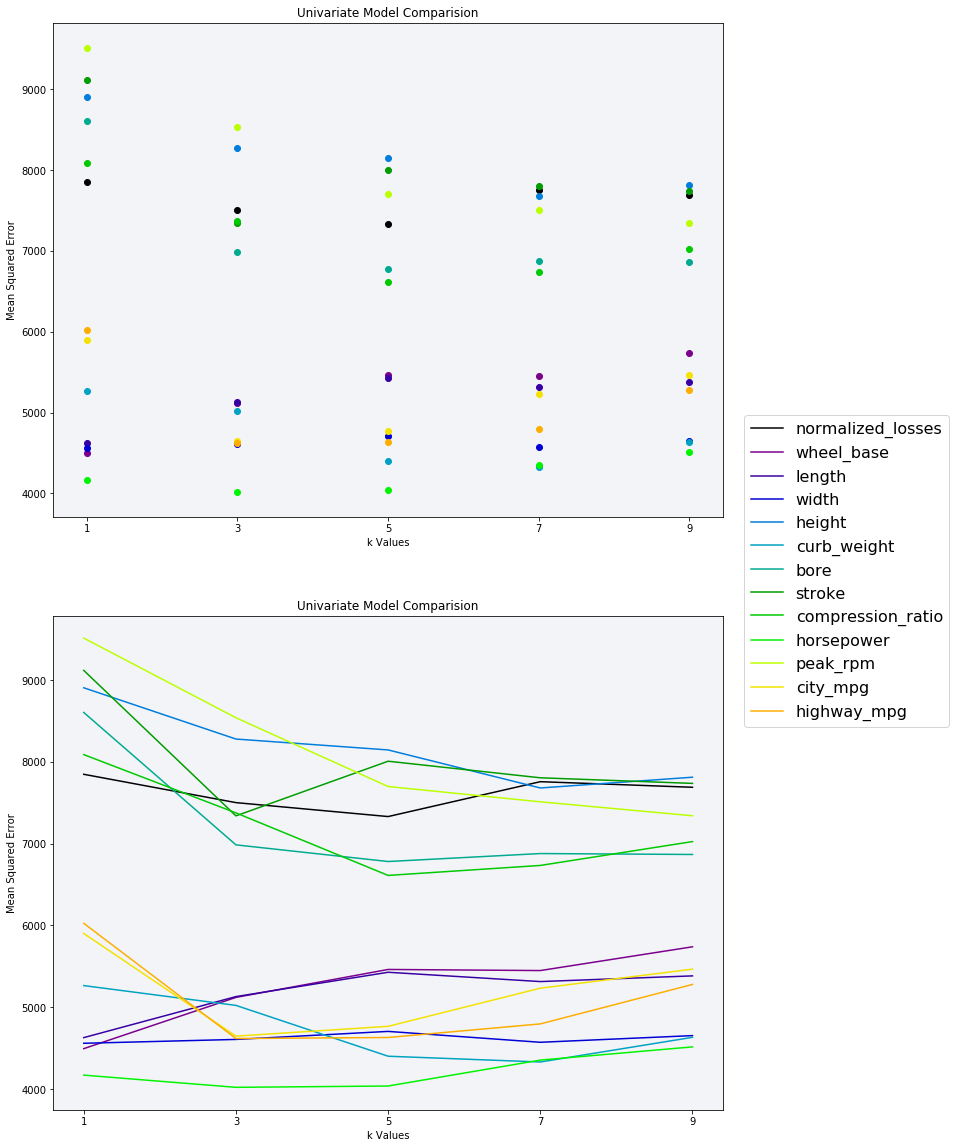 Univariate Model Comparision
9000
8000
7000
6000
5000
4000
Mean Squared Error
1
3
5
7
9
k Values
normalized_losses
wheel_base
length
width
height
curb_weight
bore
stroke
compression_ratio
horsepower
peak_rpm
city_mpg
highway_mpg
Univariate Model Comparision
9000
8000
7000
6000
5000
4000
Mean Squared Error
1
3
5
7
9
k Values